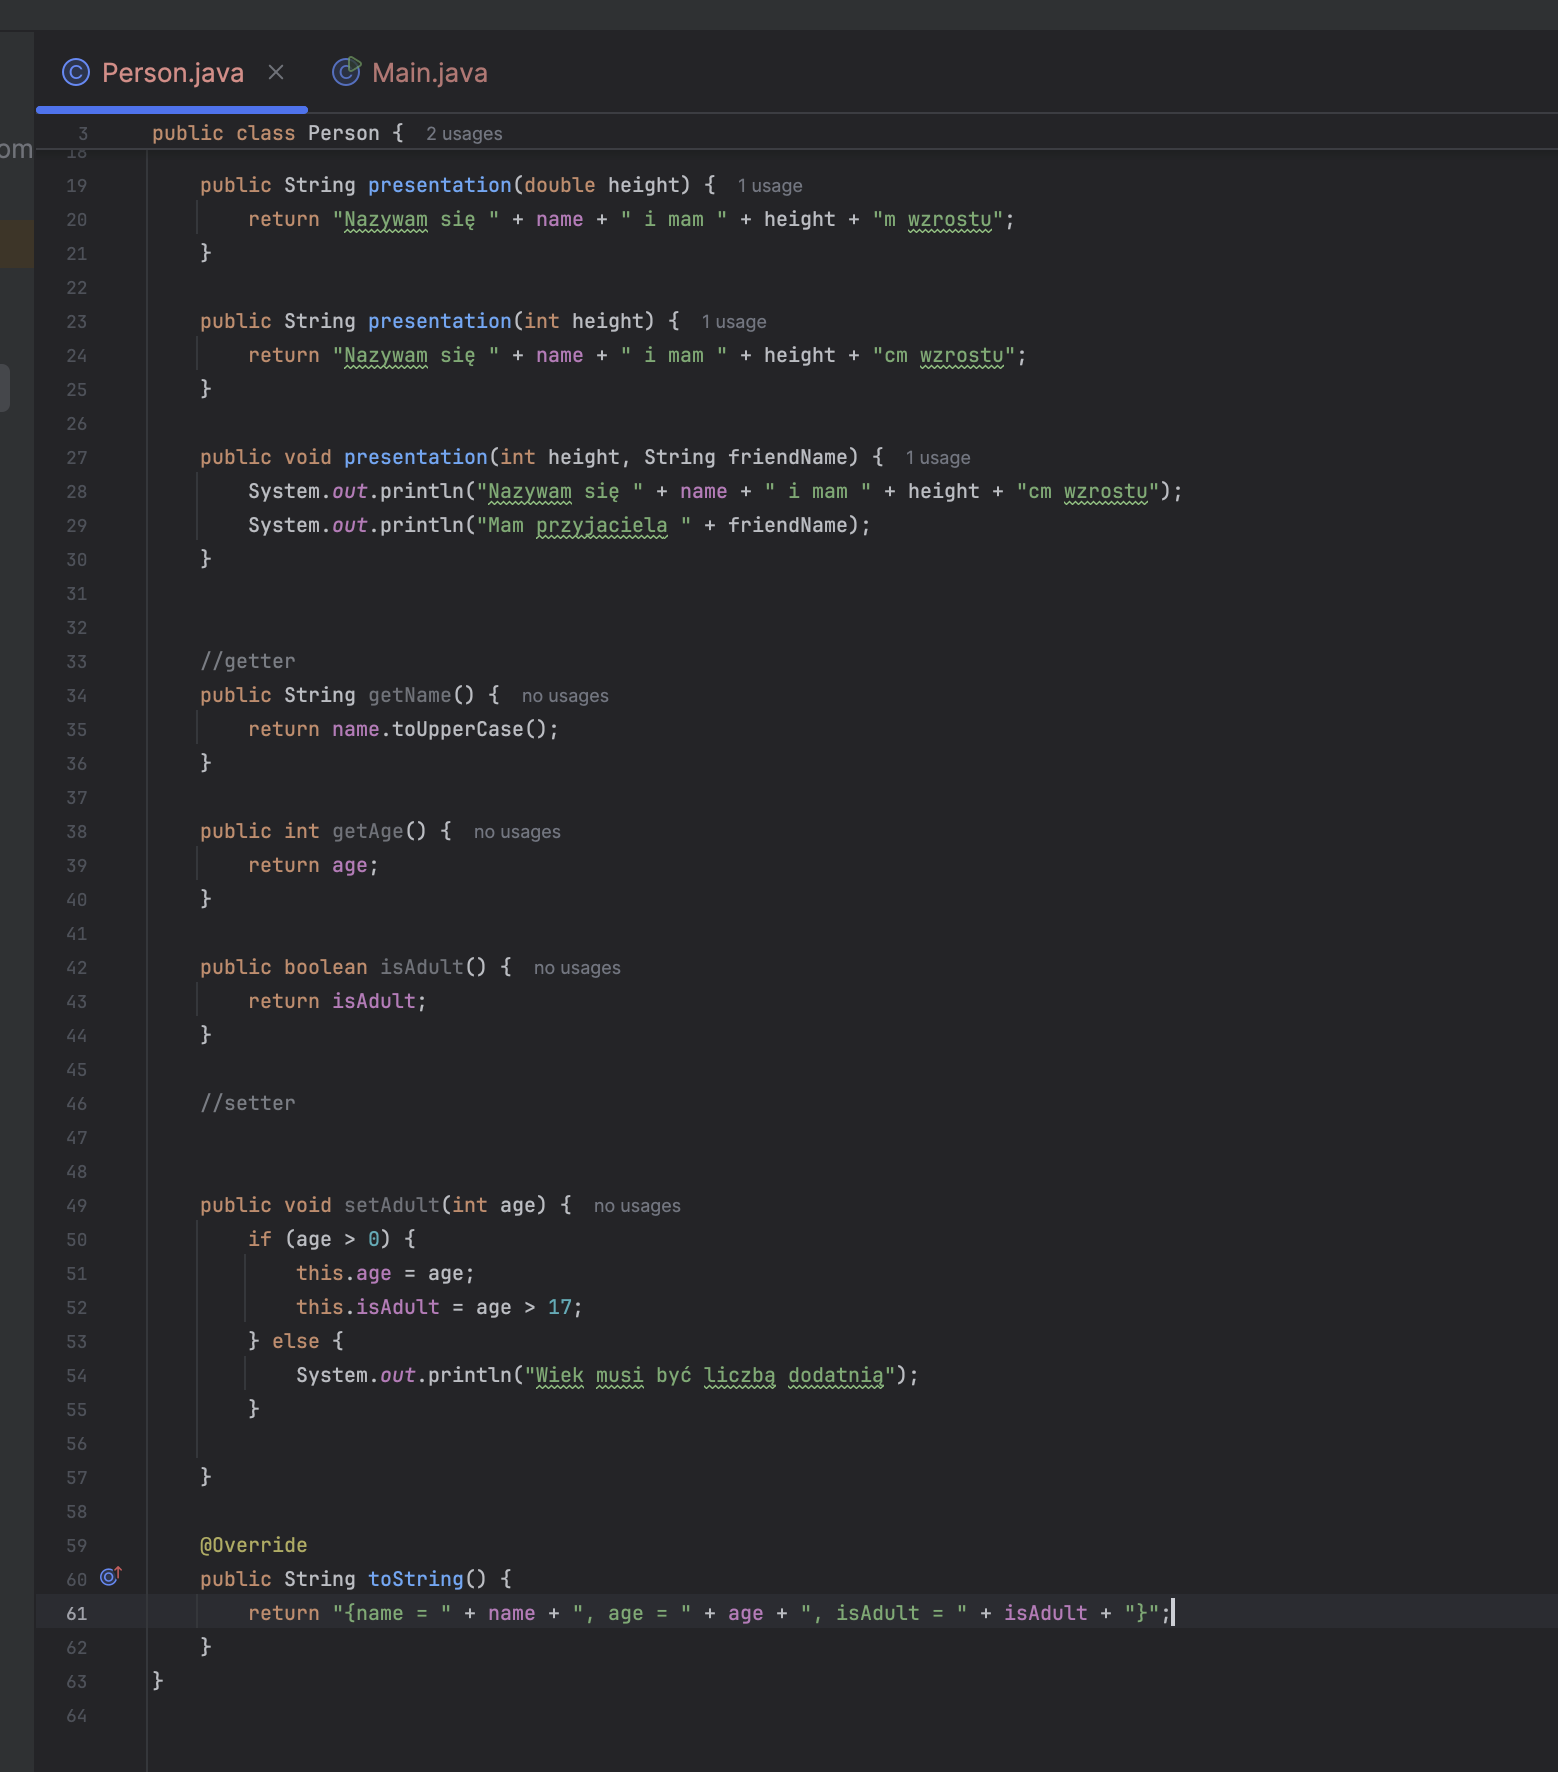 Person.java
Main.java
om
3 public class Person { 2 usages
18
19 public String presentation(double height) { 1 usage
20 return "Nazywam się " + name + " i mam " + height + "m wzrostu";
21 }
22
23 public String presentation(int height) { 1 usage
24 return "Nazywam się " + name + " i mam " + height + "cm wzrostu";
25 }
26
27 public void presentation(int height, String friendName) { 1 usage
28 System.out.println("Nazywam się " + name + " i mam " + height + "cm wzrostu");
29 System.out.println("Mam przyjaciela " + friendName);
30 }
31
32
33 //getter
34 public String getName() { no usages
35 return name.toUpperCase();
36 }
37
38 public int getAge() { no usages
39 return age;
40 }
41
42 public boolean isAdult() { no usages
43 return isAdult;
44 }
45
46 //setter
47
48
49 public void setAdult(int age) { no usages
50 if (age > 0) {
51 this.age = age;
52 this.isAdult = age > 17;
53 } else {
54 System.out.println("Wiek musi być liczbą dodatnią");
55 }
56
57 }
58
59 @Override
60 public String toString() {
61 return "{name = " + name + ", age = " + age + ", isAdult = " + isAdult + "}";
62 }
63 }
64